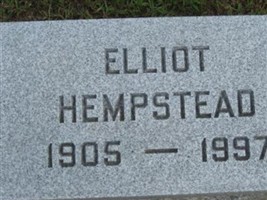 ELLIOT
HEMPSTEAD
1905 — 1997